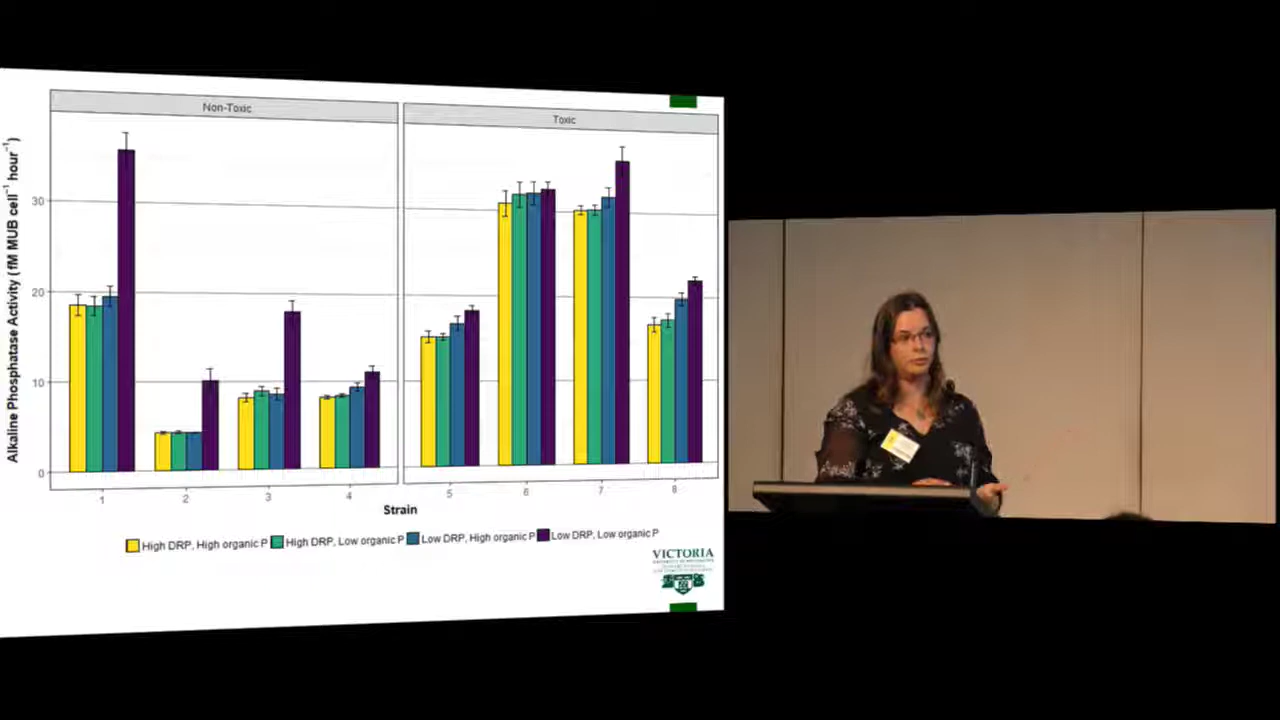 Non-Toxic
Toxic
Alkaline Phosphatase Activity (fM MUB cell⁻¹ hour⁻¹)
30
20
10
0
1 2 3 4 5 6 7 8
Strain
High DRP, High organic P High DRP, Low organic P Low DRP, High organic P Low DRP, Low organic P
VICTORIA